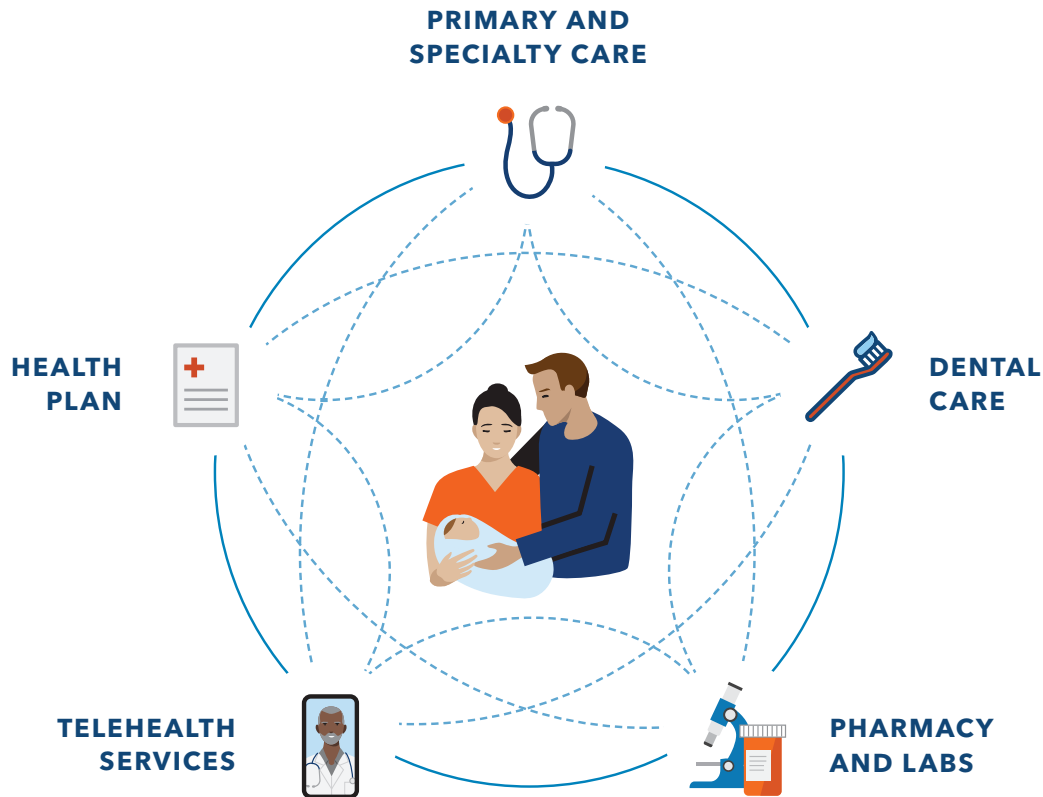 PRIMARY AND
SPECIALTY CARE
HEALTH
PLAN
DENTAL
CARE
TELEHEALTH
SERVICES
PHARMACY
AND LABS